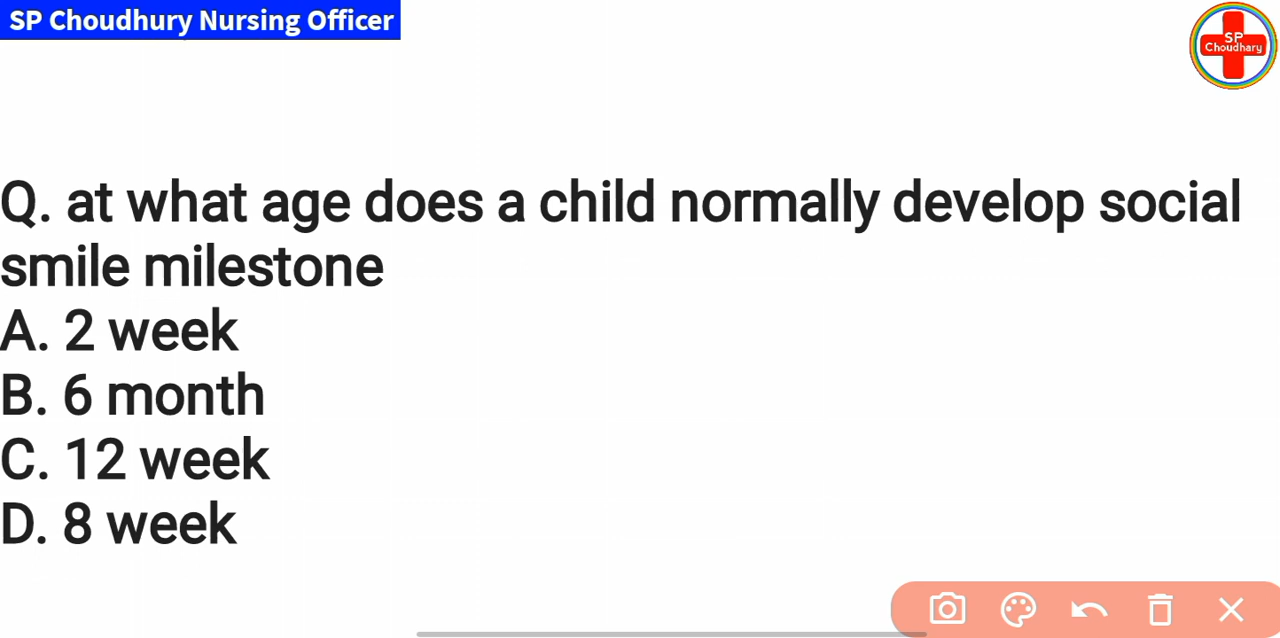 SP Choudhury Nursing Officer
SP
Choudhary
Q. at what age does a child normally develop social
smile milestone
A. 2 week
B. 6 month
C. 12 week
D. 8 week